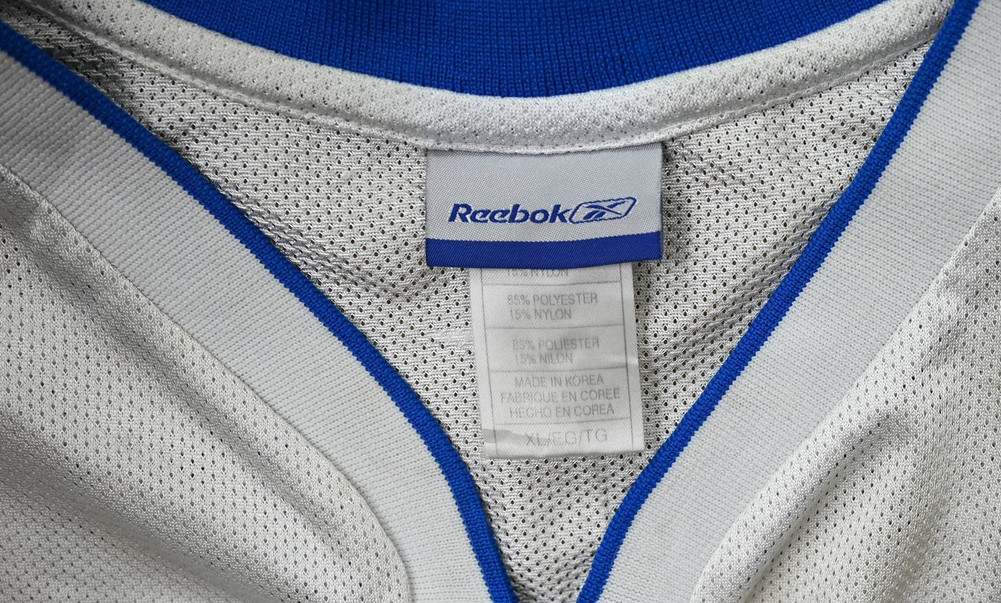 Reebok
15% NYLON
85% POLYESTER
15% NYLON
85% POLIESTER
15% NILON
MADE IN KOREA
FABRIQUE EN COREE
HECHO EN COREA
XL/EG/TG